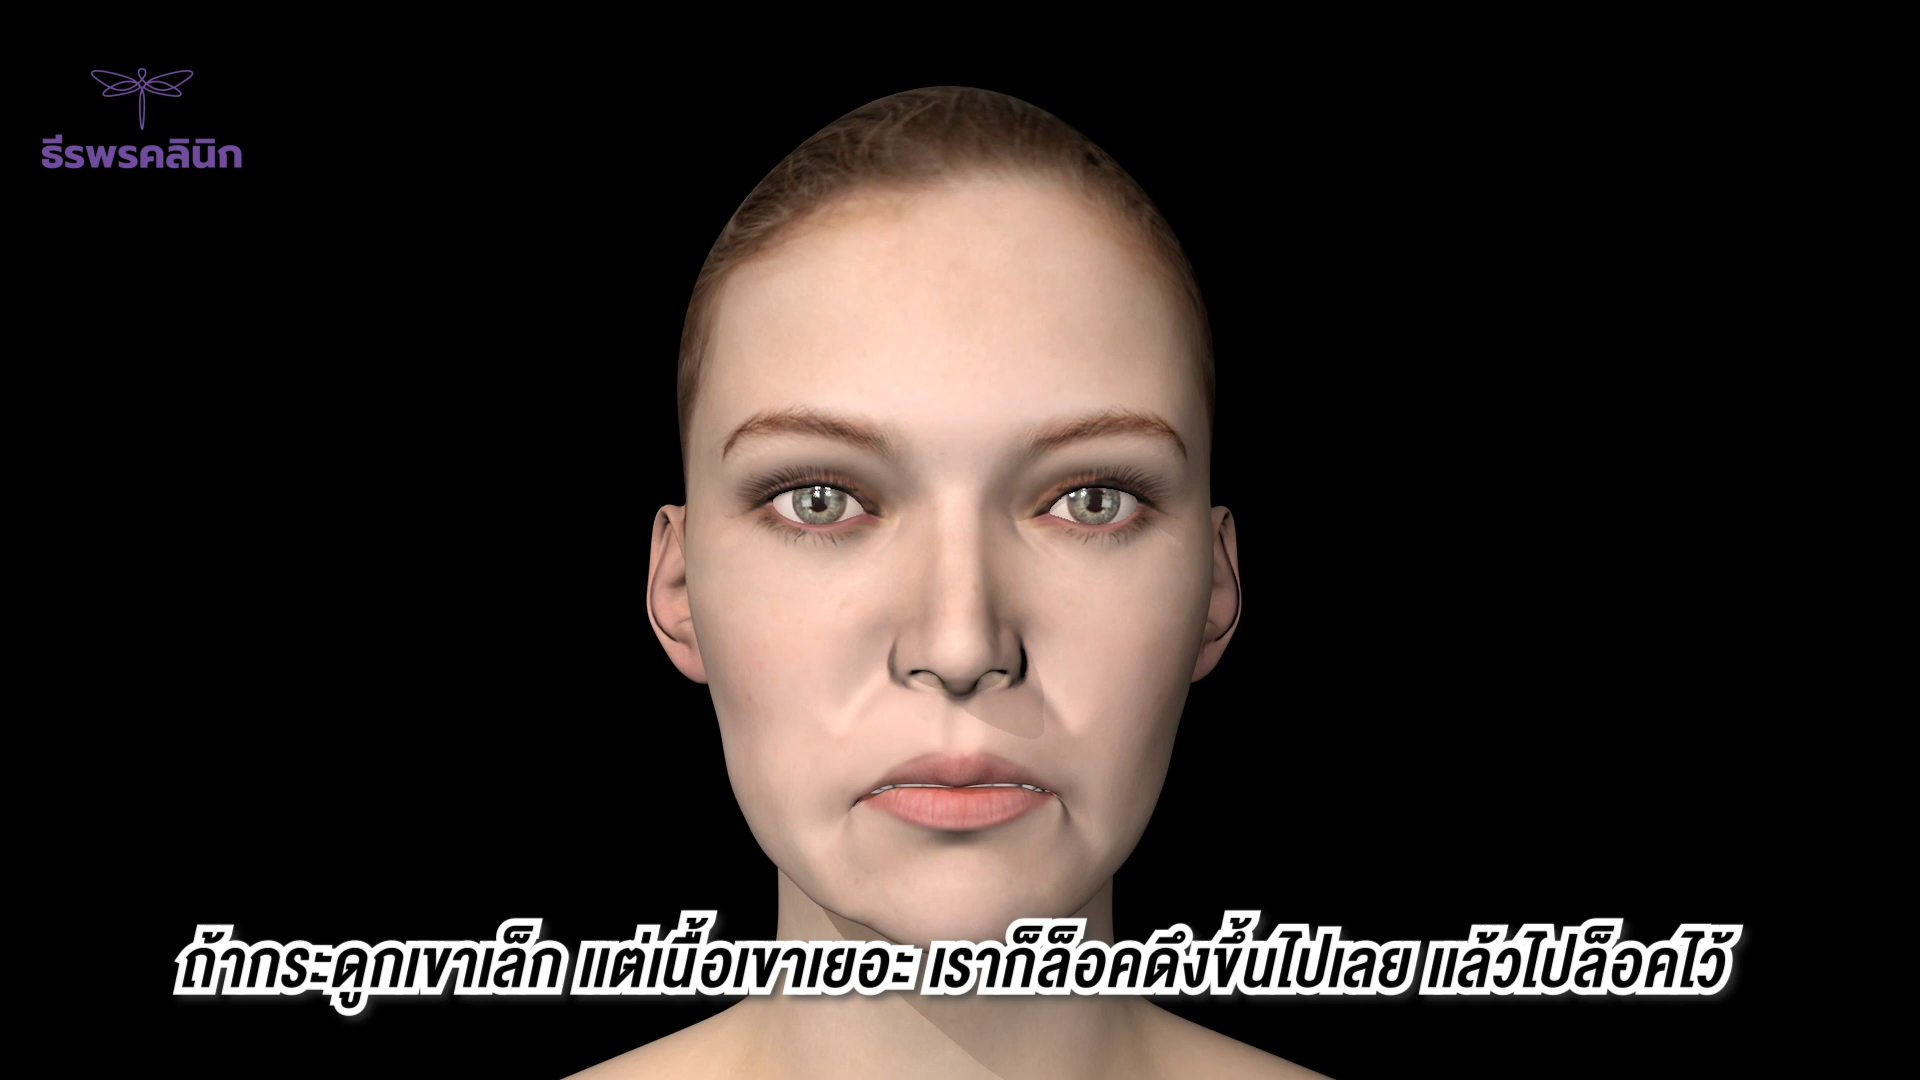 ธีรพรคลินิก
ถ้ากระดูกเขาเล็ก แต่เนื้อเขาเยอะ เราก็ล็อคดึงขึ้นไปเลย แล้วไปล็อคไว้